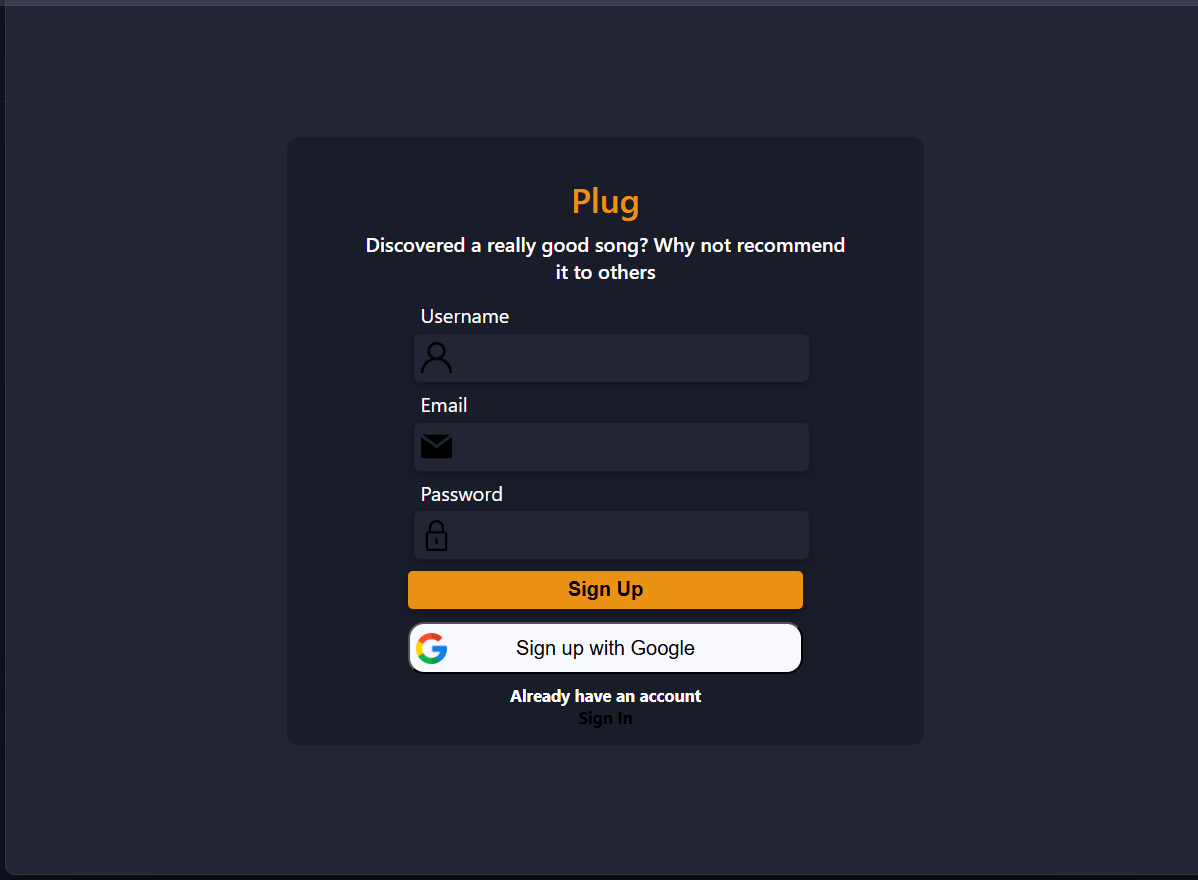 Plug
Discovered a really good song? Why not recommend
it to others
Username
Email
Password
Sign Up
Sign up with Google
Already have an account
Sign In